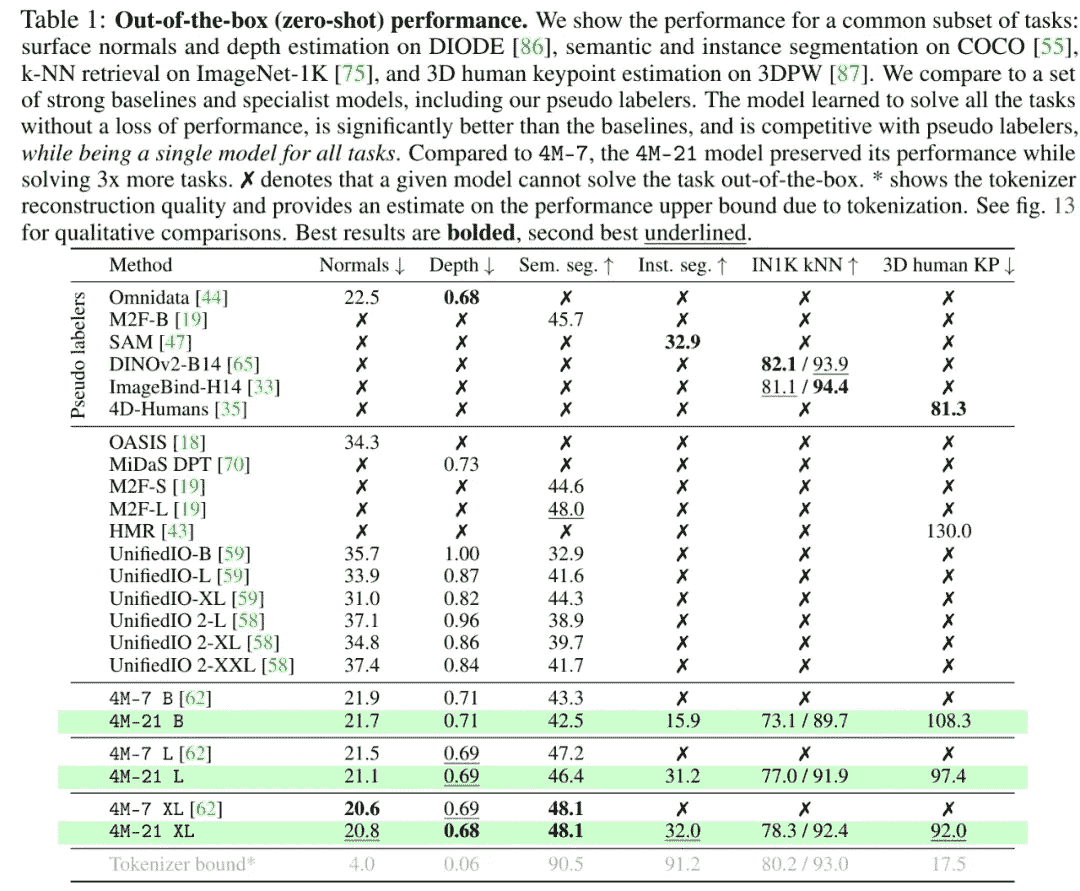 Table 1: Out-of-the-box (zero-shot) performance. We show the performance for a common subset of tasks:
surface normals and depth estimation on DIODE [86], semantic and instance segmentation on COCO [55],
k-NN retrieval on ImageNet-1K [75], and 3D human keypoint estimation on 3DPW [87]. We compare to a set
of strong baselines and specialist models, including our pseudo labelers. The model learned to solve all the tasks
without a loss of performance, is significantly better than the baselines, and is competitive with pseudo labelers,
while being a single model for all tasks. Compared to 4M-7, the 4M-21 model preserved its performance while
solving 3x more tasks. ✗ denotes that a given model cannot solve the task out-of-the-box. * shows the tokenizer
reconstruction quality and provides an estimate on the performance upper bound due to tokenization. See fig. 13
for qualitative comparisons. Best results are bolded, second best underlined.
Method Normals ↓ Depth ↓ Sem. seg. ↑ Inst. seg. ↑ IN1K kNN ↑ 3D human KP ↓
Pseudo labelers
Omnidata [44] 22.5 0.68 ✗ ✗ ✗ ✗
M2F-B [19] ✗ ✗ 45.7 ✗ ✗ ✗
SAM [47] ✗ ✗ ✗ 32.9 ✗ ✗
DINOv2-B14 [65] ✗ ✗ ✗ ✗ 82.1 / 93.9 ✗
ImageBind-H14 [33] ✗ ✗ ✗ ✗ 81.1 / 94.4 ✗
4D-Humans [35] ✗ ✗ ✗ ✗ ✗ 81.3
OASIS [18] 34.3 ✗ ✗ ✗ ✗ ✗
MiDaS DPT [70] ✗ 0.73 ✗ ✗ ✗ ✗
M2F-S [19] ✗ ✗ 44.6 ✗ ✗ ✗
M2F-L [19] ✗ ✗ 48.0 ✗ ✗ ✗
HMR [43] ✗ ✗ ✗ ✗ ✗ 130.0
UnifiedIO-B [59] 35.7 1.00 32.9 ✗ ✗ ✗
UnifiedIO-L [59] 33.9 0.87 41.6 ✗ ✗ ✗
UnifiedIO-XL [59] 31.0 0.82 44.3 ✗ ✗ ✗
UnifiedIO 2-L [58] 37.1 0.96 38.9 ✗ ✗ ✗
UnifiedIO 2-XL [58] 34.8 0.86 39.7 ✗ ✗ ✗
UnifiedIO 2-XXL [58] 37.4 0.84 41.7 ✗ ✗ ✗
4M-7 B [62] 21.9 0.71 43.3 ✗ ✗ ✗
4M-21 B 21.7 0.71 42.5 15.9 73.1 / 89.7 108.3
4M-7 L [62] 21.5 0.69 47.2 ✗ ✗ ✗
4M-21 L 21.1 0.69 46.4 31.2 77.0 / 91.9 97.4
4M-7 XL [62] 20.6 0.69 48.1 ✗ ✗ ✗
4M-21 XL 20.8 0.68 48.1 32.0 78.3 / 92.4 92.0
Tokenizer bound* 4.0 0.06 90.5 91.2 80.2 / 93.0 17.5